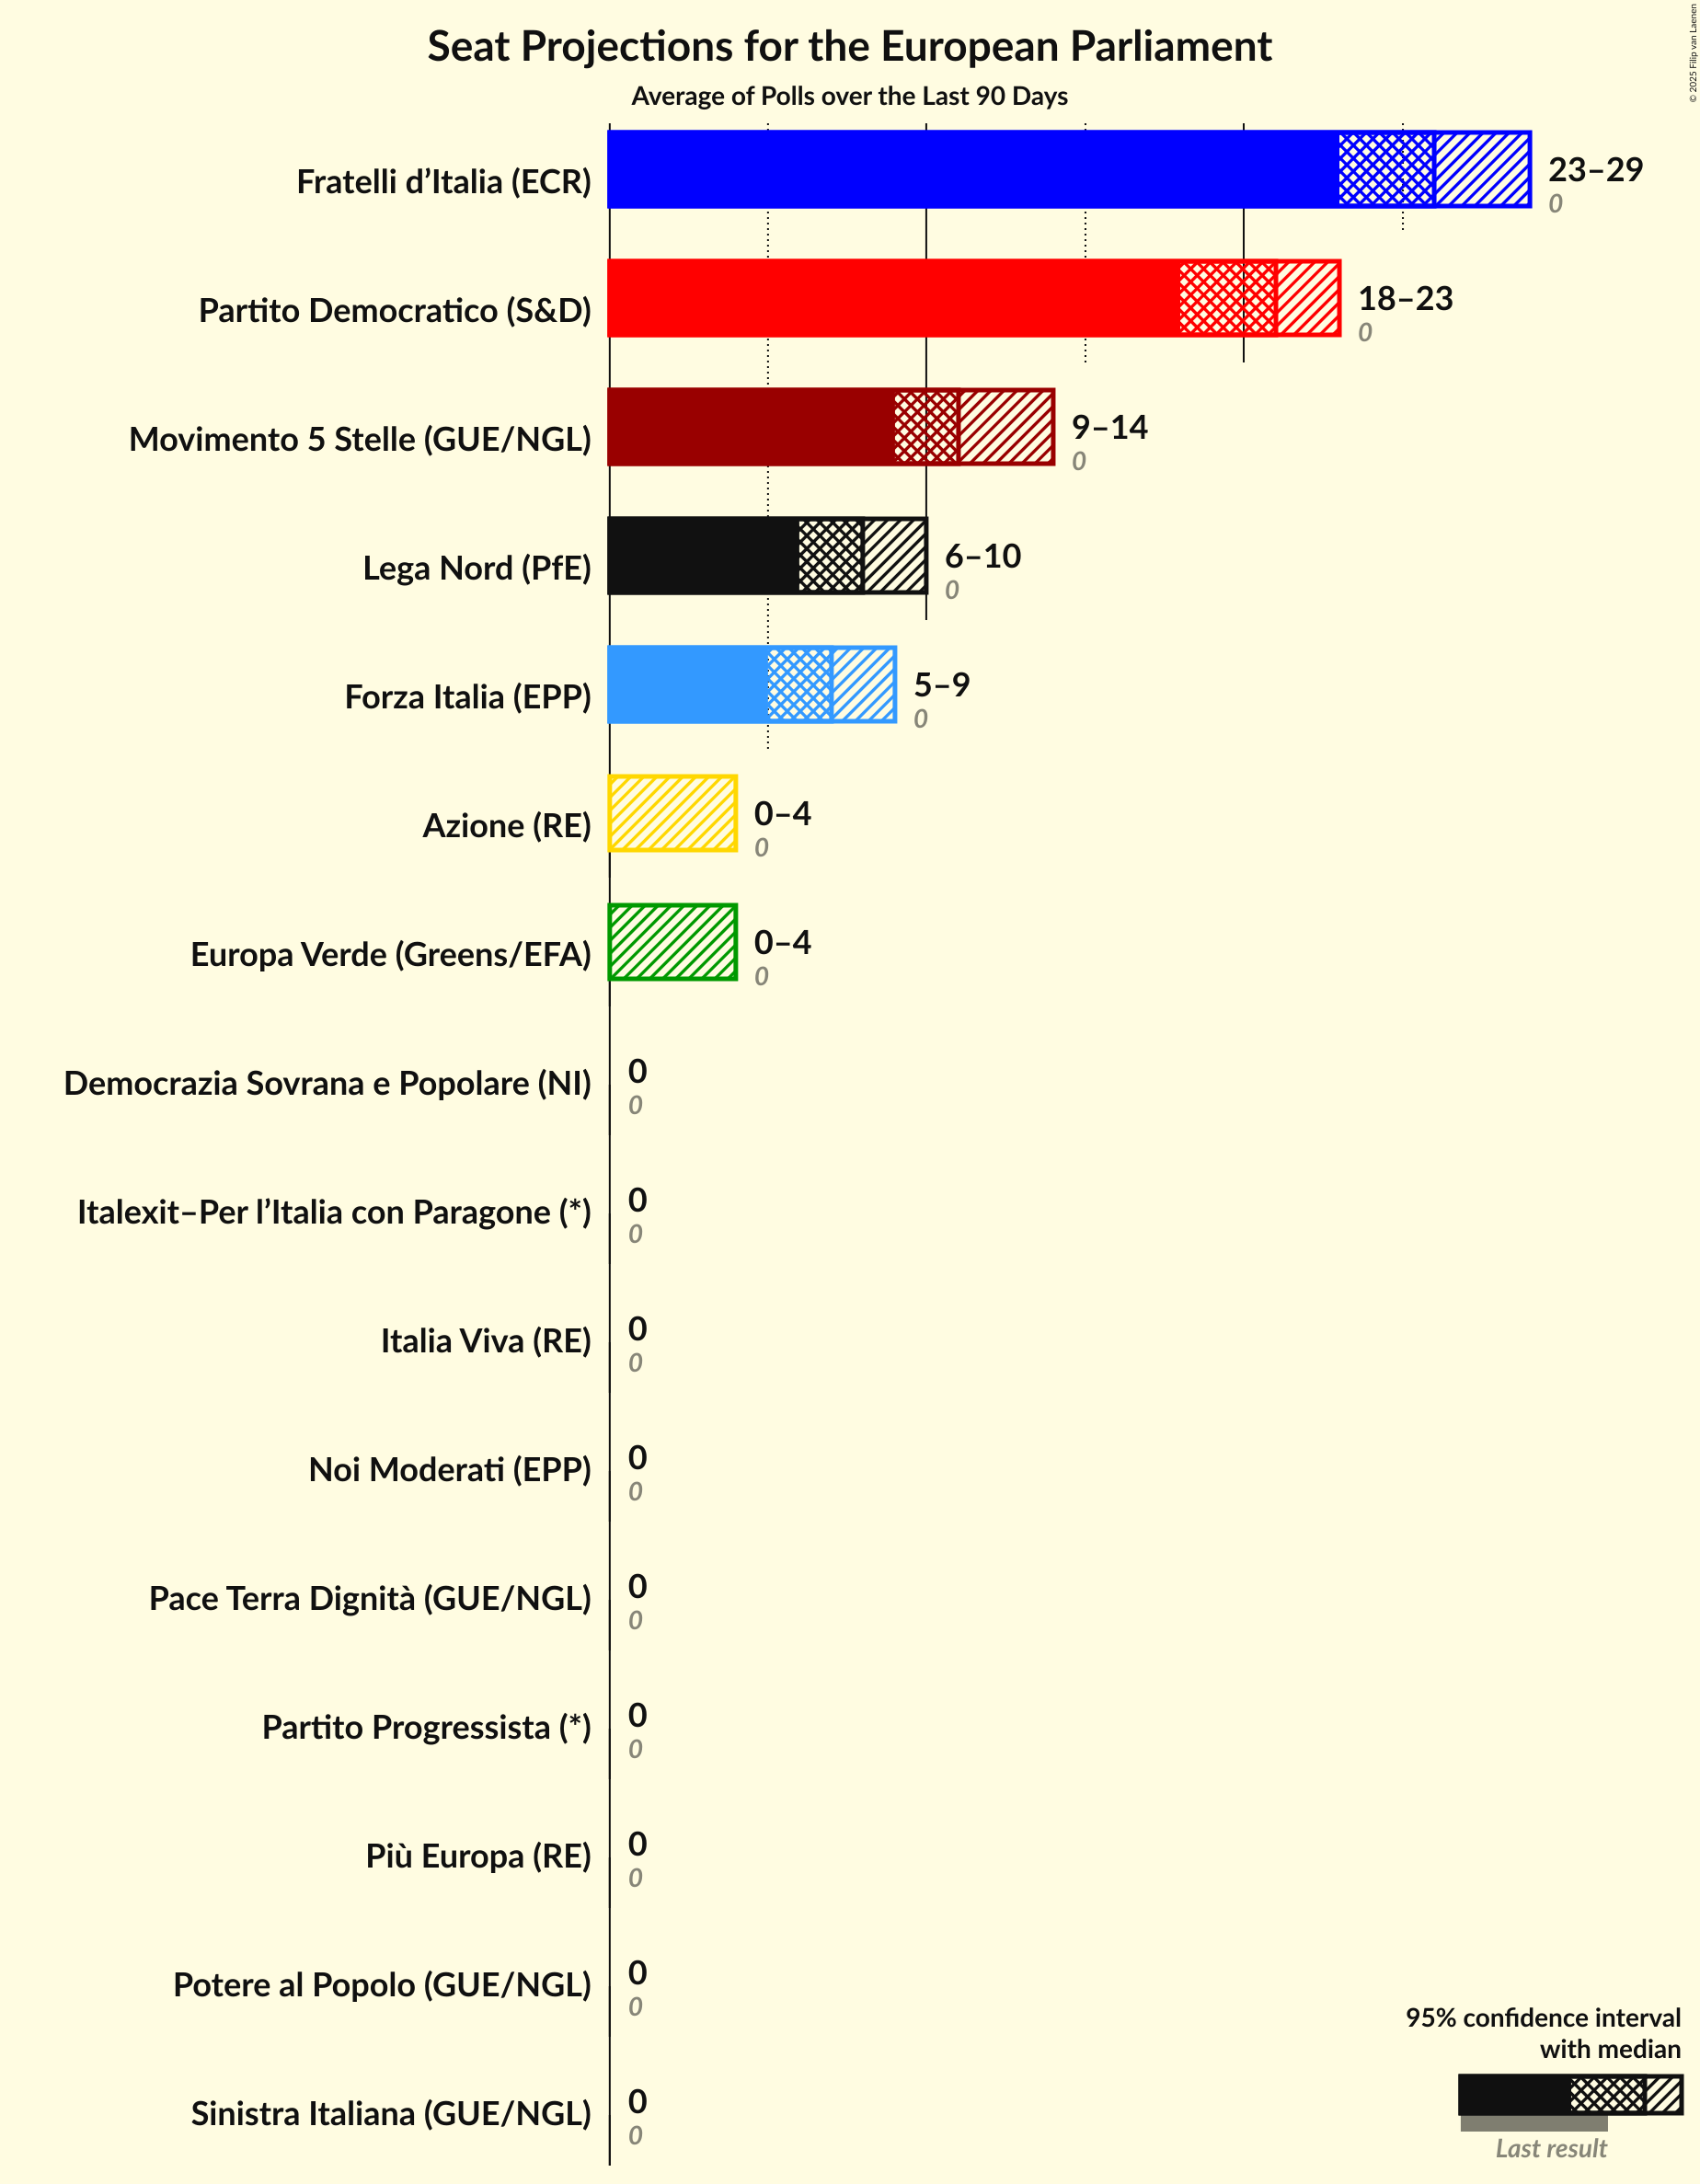 © 2025 Filip van Laenen
Seat Projections for the European Parliament
Average of Polls over the Last 90 Days
Fratelli d’Italia (ECR)
23–29
0
Partito Democratico (S&D)
18–23
0
Movimento 5 Stelle (GUE/NGL)
9–14
0
Lega Nord (PfE)
6–10
0
Forza Italia (EPP)
5–9
0
Azione (RE)
0–4
0
Europa Verde (Greens/EFA)
0–4
0
Democrazia Sovrana e Popolare (NI)
0
0
Italexit–Per l’Italia con Paragone (*)
0
0
Italia Viva (RE)
0
0
Noi Moderati (EPP)
0
0
Pace Terra Dignità (GUE/NGL)
0
0
Partito Progressista (*)
0
0
Più Europa (RE)
0
0
Potere al Popolo (GUE/NGL)
0
0
Sinistra Italiana (GUE/NGL)
0
0
95% confidence interval
with median
Last result